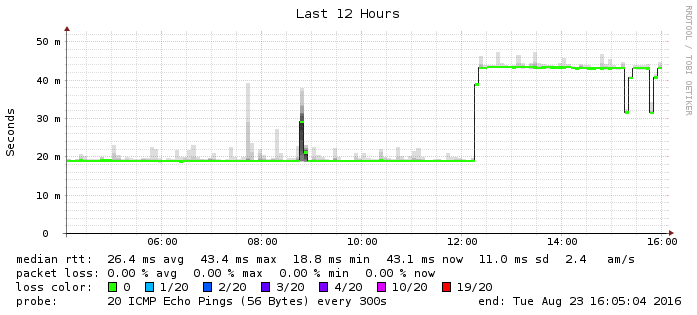 Last 12 Hours
RRDTOOL / TOBI OETIKER
Seconds
50 m
40 m
30 m
20 m
10 m
0
06:00 08:00 10:00 12:00 14:00 16:00
median rtt: 26.4 ms avg 43.4 ms max 18.8 ms min 43.1 ms now 11.0 ms sd 2.4 am/s
packet loss: 0.00 % avg 0.00 % max 0.00 % min 0.00 % now
loss color: 0 1/20 2/20 3/20 4/20 10/20 19/20
probe: 20 ICMP Echo Pings (56 Bytes) every 300s end: Tue Aug 23 16:05:04 2016